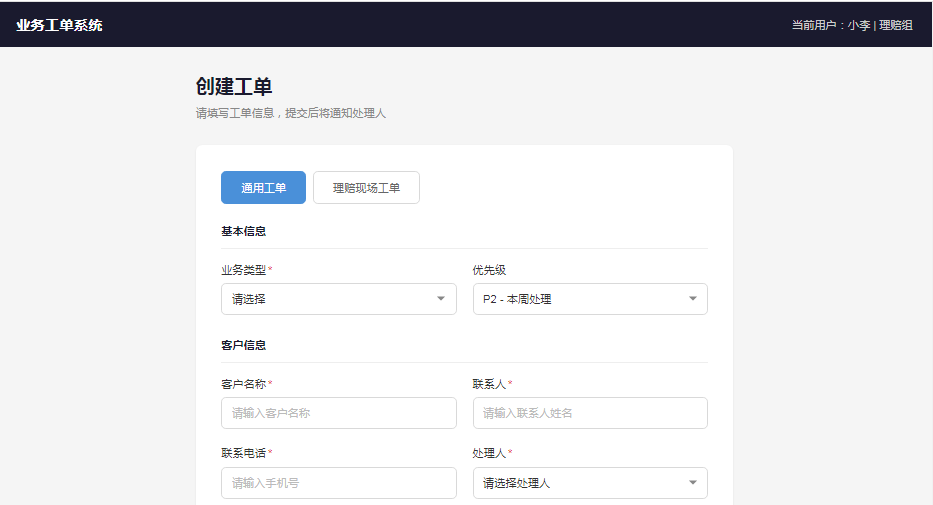 业务工单系统
当前用户：小李 | 理赔组
创建工单
请填写工单信息，提交后将通知处理人
通用工单 理赔现场工单
基本信息
业务类型* 优先级
请选择 P2 - 本周处理
客户信息
客户名称* 联系人*
请输入客户名称 请输入联系人姓名
联系电话* 处理人*
请输入手机号 请选择处理人